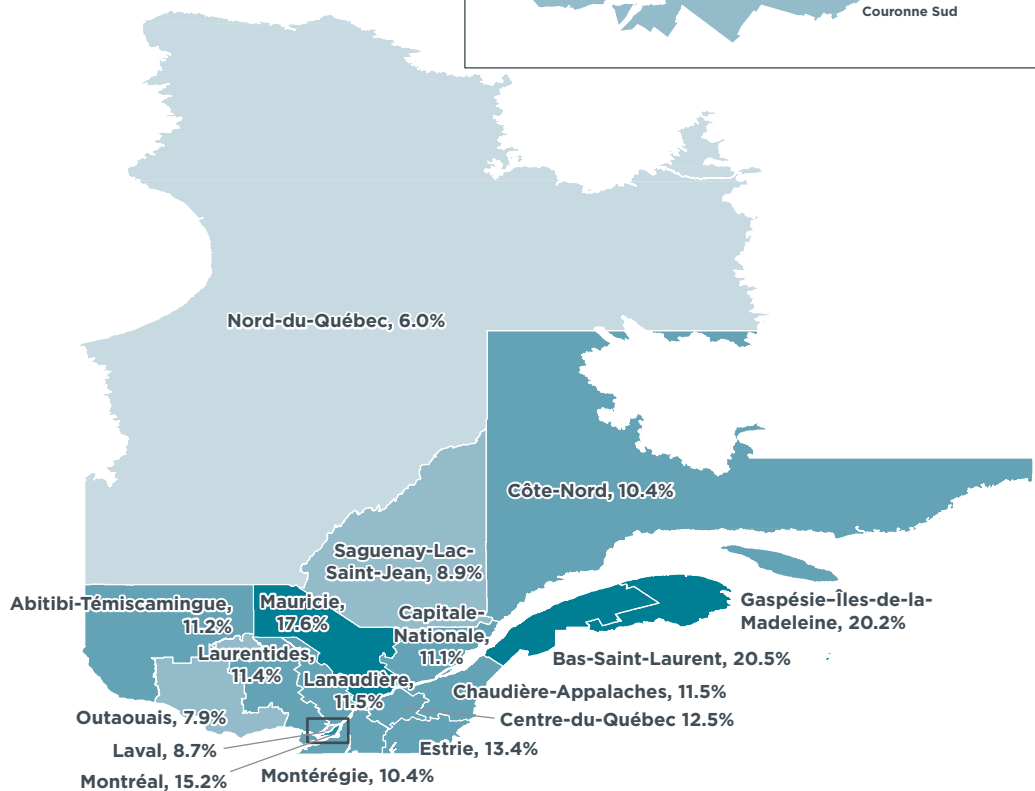 Couronne Sud
Nord-du-Québec, 6.0%
Côte-Nord, 10.4%
Saguenay-Lac-
Saint-Jean, 8.9%
Abitibi-Témiscamingue,
11.2%
Mauricie,
17.6%
Capitale-
Nationale,
11.1%
Gaspésie–Îles-de-la-
Madeleine, 20.2%
Laurentides,
11.4%
Lanaudière,
11.5%
Bas-Saint-Laurent, 20.5%
Chaudière-Appalaches, 11.5%
Outaouais, 7.9%
Centre-du-Québec 12.5%
Laval, 8.7%
Estrie, 13.4%
Montréal, 15.2%
Montérégie, 10.4%